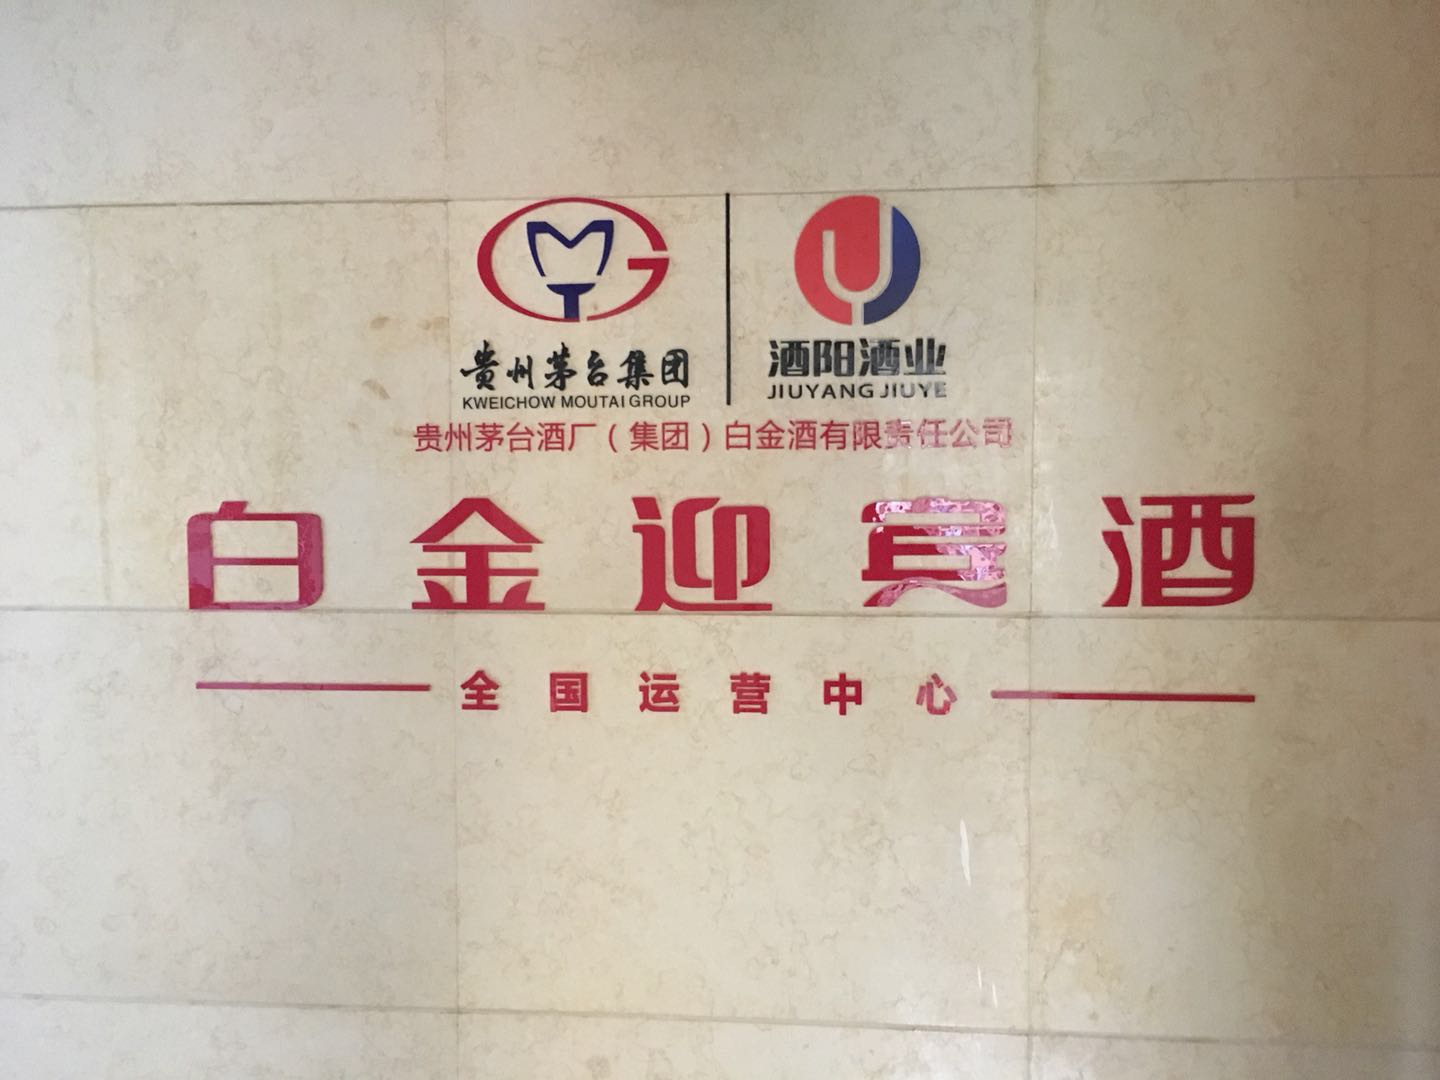 贵州茅台集团
KWEICHOW MOUTAI GROUP
酒阳酒业
JIUYANG JIUYE
贵州茅台酒厂（集团）白金酒有限责任公司
白金迎宾酒
全国运营中心